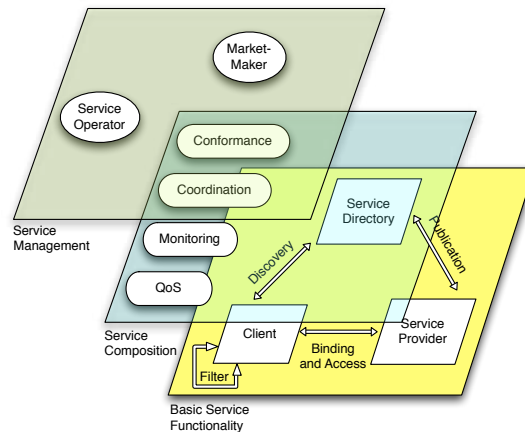 Market-
Maker
Service
Operator
Conformance
Coordination
Service
Directory
Service
Management
Monitoring
Discovery
Publication
QoS
Client
Service
Provider
Service
Composition
Binding
and Access
Filter
Basic Service
Functionality